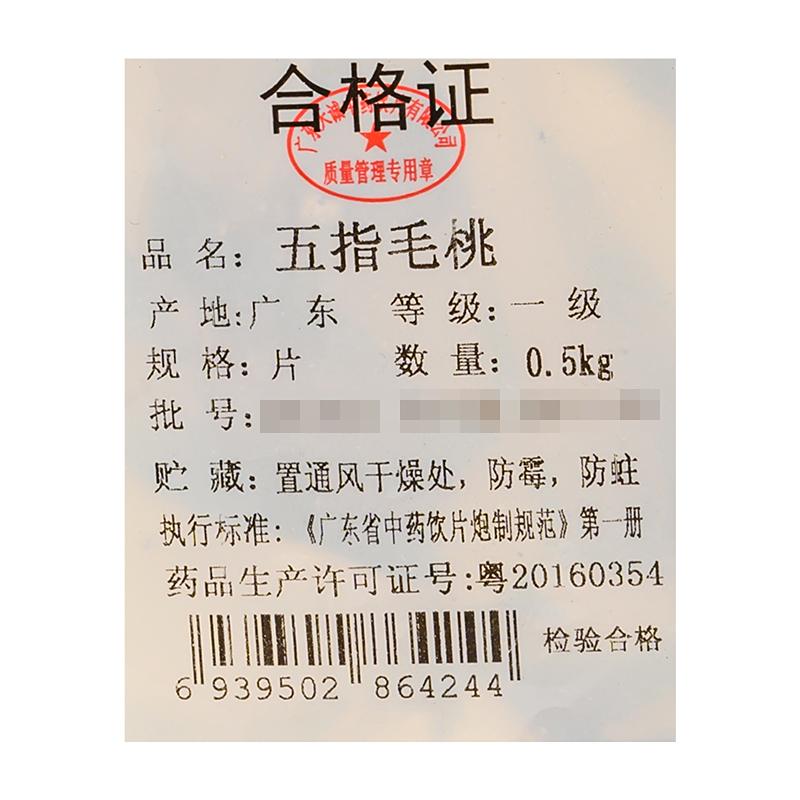 合格证
质量管理专用章
品名：五指毛桃
产地：广东 等级：一级
规格：片 数量：0.5kg
批号：
贮藏：置通风干燥处，防霉，防蛀
执行标准：《广东省中药饮片炮制规范》第一册
药品生产许可证号：粤20160354
检验合格
6 939502 864244